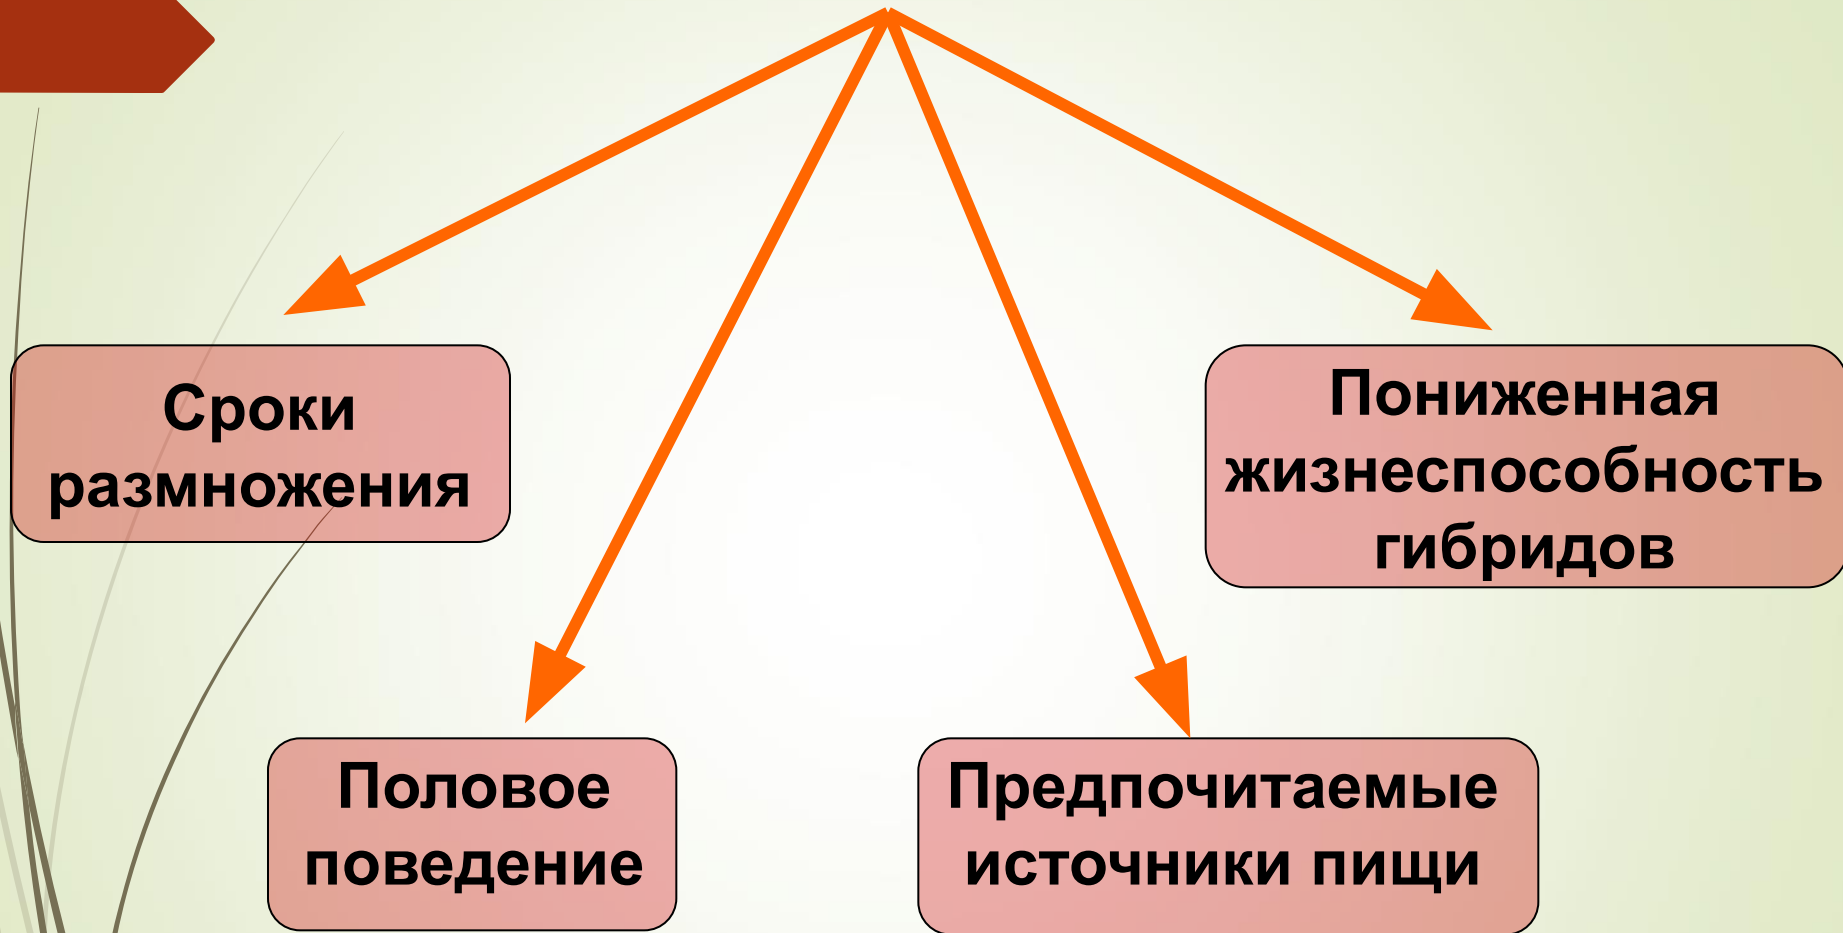 Сроки
размножения
Пониженная
жизнеспособность
гибридов
Половое
поведение
Предпочитаемые
источники пищи